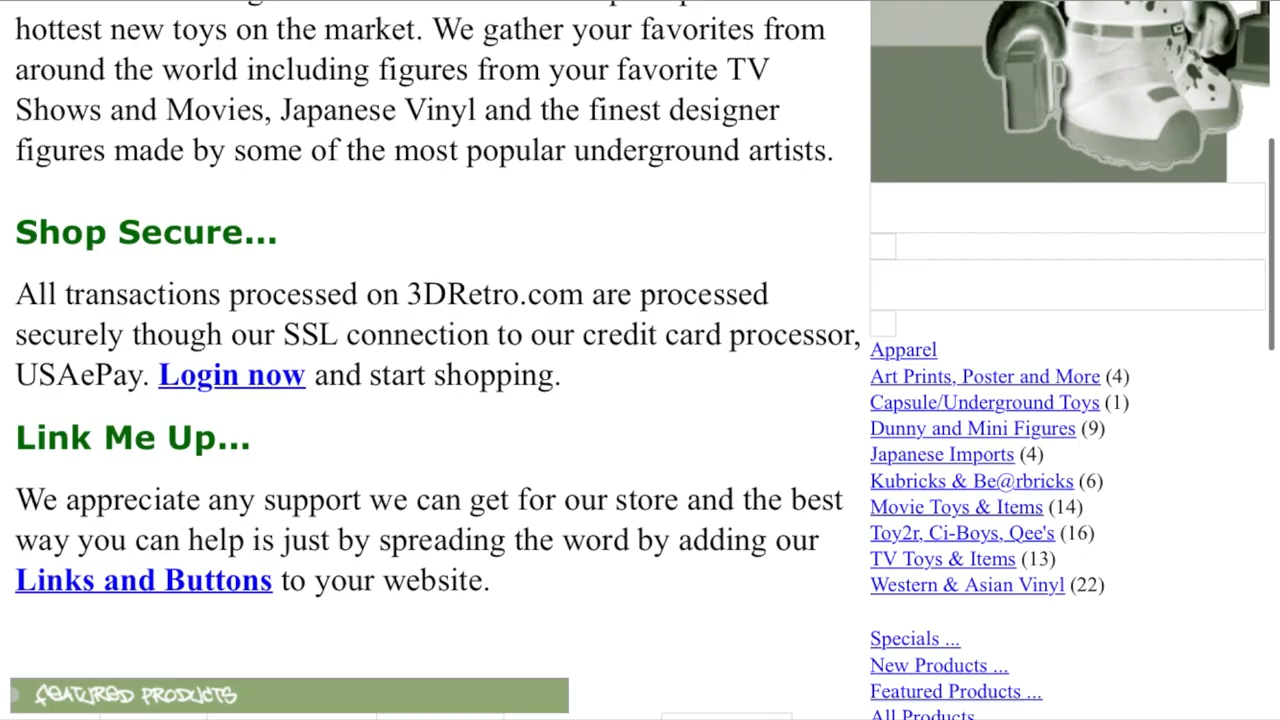 hottest new toys on the market. We gather your favorites from
around the world including figures from your favorite TV
Shows and Movies, Japanese Vinyl and the finest designer
figures made by some of the most popular underground artists.
Shop Secure...
All transactions processed on 3DRetro.com are processed
securely though our SSL connection to our credit card processor,
USAePay. Login now and start shopping.
Link Me Up...
We appreciate any support we can get for our store and the best
way you can help is just by spreading the word by adding our
Links and Buttons to your website.
FEATURED PRODUCTS
Apparel
Art Prints, Poster and More (4)
Capsule/Underground Toys (1)
Dunny and Mini Figures (9)
Japanese Imports (4)
Kubricks & Be@rbricks (6)
Movie Toys & Items (14)
Toy2r, Ci-Boys, Qee's (16)
TV Toys & Items (13)
Western & Asian Vinyl (22)
Specials ...
New Products ...
Featured Products ...
All Products